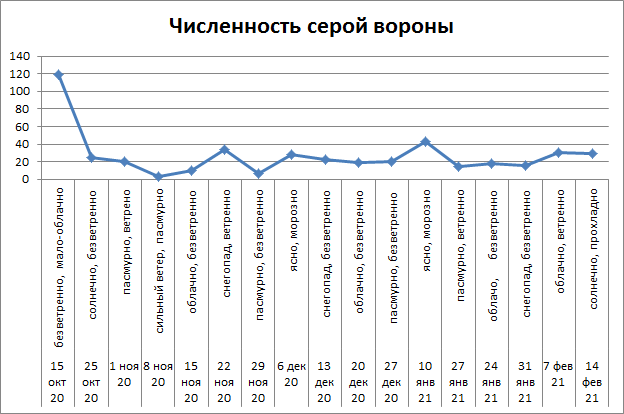 Численность серой вороны
140
120
100
80
60
40
20
0
безветренно, мало-облачно
солнечно, безветренно
пасмурно, ветрено
сильный ветер, пасмурно
облачно, безветренно
снегопад, ветренно
пасмурно, безветренно
ясно, морозно
снегопад, безветренно
облачно, безветренно
пасмурно, безветренно
ясно, морозно
пасмурно, ветренно
облачо, безветренно
снегопад, безветренно
облачно, ветренно
солнечно, прохладно
15 окт 20
25 окт 20
1 ноя 20
8 ноя 20
15 ноя 20
22 ноя 20
29 ноя 20
6 дек 20
13 дек 20
20 дек 20
27 дек 20
10 янв 21
27 янв 21
24 янв 21
31 янв 21
7 фев 21
14 фев 21